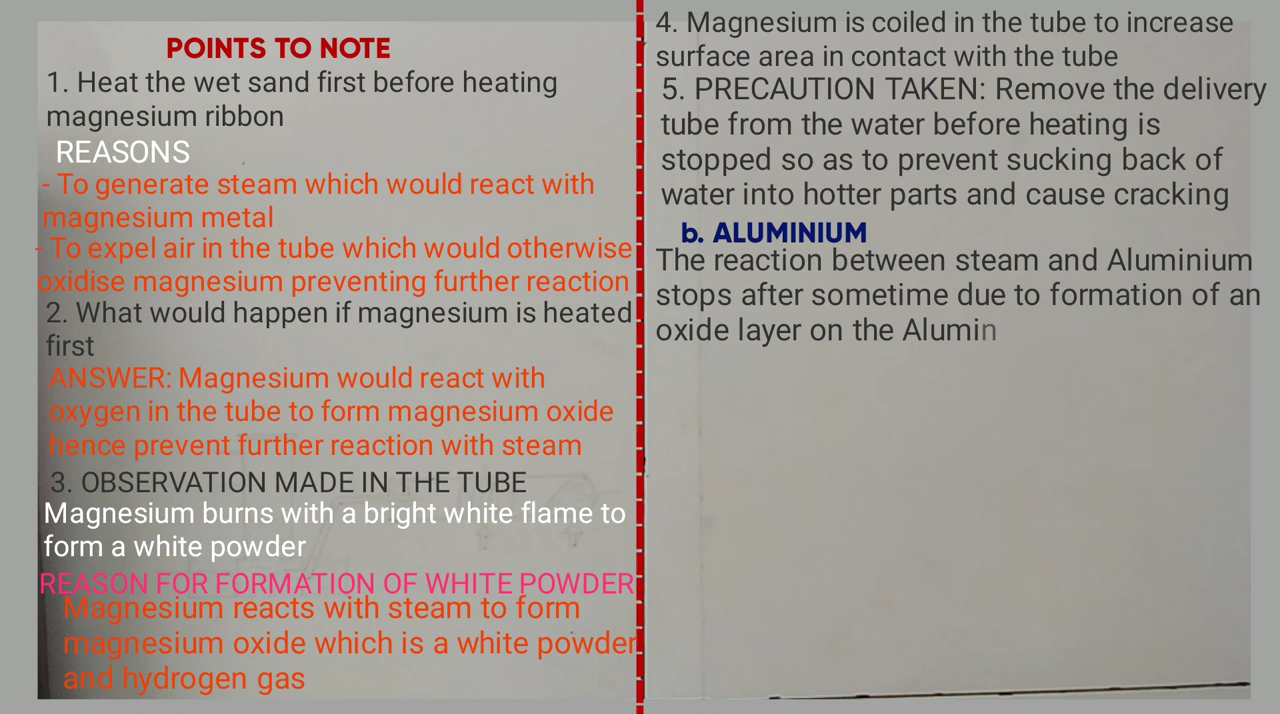 POINTS TO NOTE
1. Heat the wet sand first before heating
magnesium ribbon
REASONS
- To generate steam which would react with
magnesium metal
- To expel air in the tube which would otherwise
oxidise magnesium preventing further reaction
2. What would happen if magnesium is heated
first
ANSWER: Magnesium would react with
oxygen in the tube to form magnesium oxide
hence prevent further reaction with steam
3. OBSERVATION MADE IN THE TUBE
Magnesium burns with a bright white flame to
form a white powder
REASON FOR FORMATION OF WHITE POWDER
Magnesium reacts with steam to form
magnesium oxide which is a white powder
and hydrogen gas
4. Magnesium is coiled in the tube to increase
surface area in contact with the tube
5. PRECAUTION TAKEN: Remove the delivery
tube from the water before heating is
stopped so as to prevent sucking back of
water into hotter parts and cause cracking
b. ALUMINIUM
The reaction between steam and Aluminium
stops after sometime due to formation of an
oxide layer on the Alumin